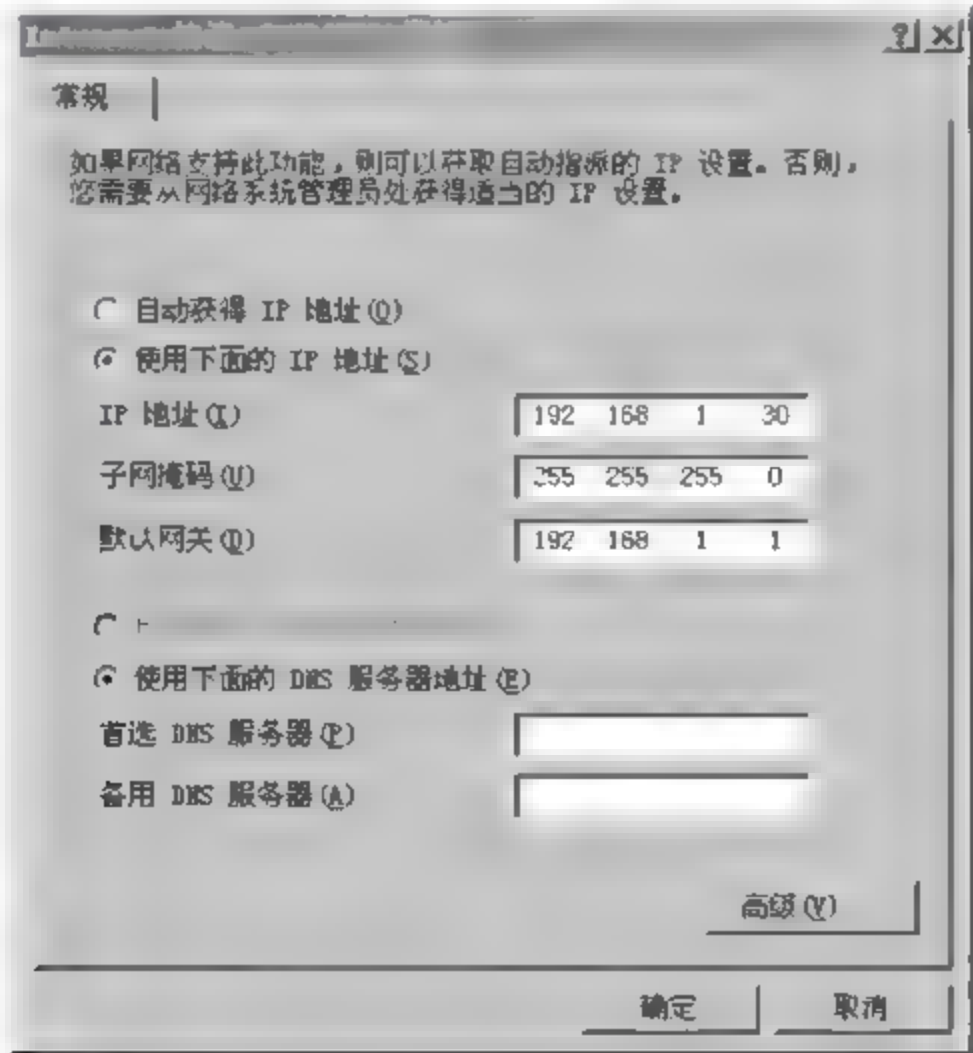 常规
如果网络支持此功能，则可以获取自动指派的 IP 设置。否则，
您需要从网络系统管理员处获得适当的 IP 设置。
自动获得 IP 地址(O)
使用下面的 IP 地址(S)
IP 地址(I) 192 168 1 30
子网掩码(U) 255 255 255 0
默认网关(D) 192 168 1 1
使用下面的 DNS 服务器地址(E)
首选 DNS 服务器(P)
备用 DNS 服务器(A)
高级(V)
确定 取消